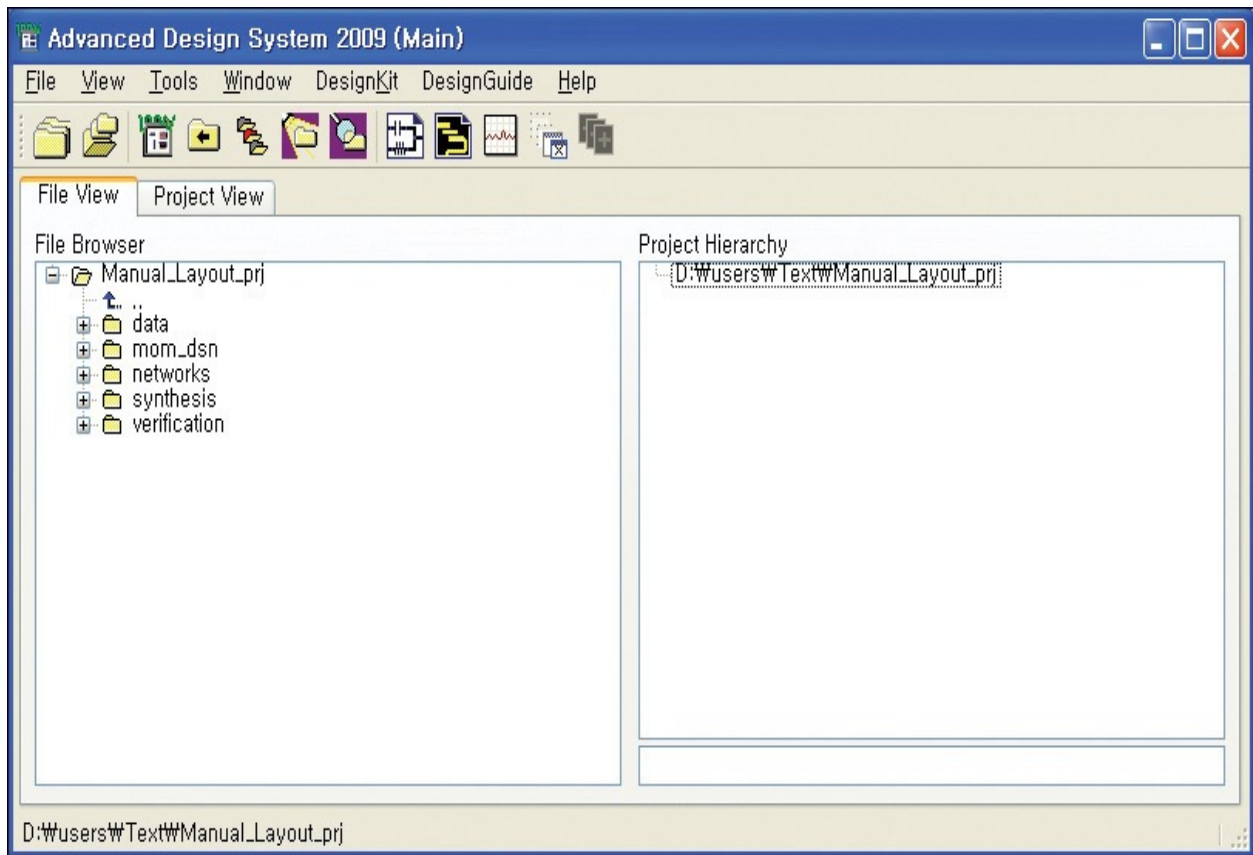 Advanced Design System 2009 (Main)
File View Tools Window DesignKit DesignGuide Help
File View Project View
File Browser
Manual_Layout_prj
..
data
mom_dsn
networks
synthesis
verification
Project Hierarchy
D:₩users₩Text₩Manual_Layout_prj
D:₩users₩Text₩Manual_Layout_prj